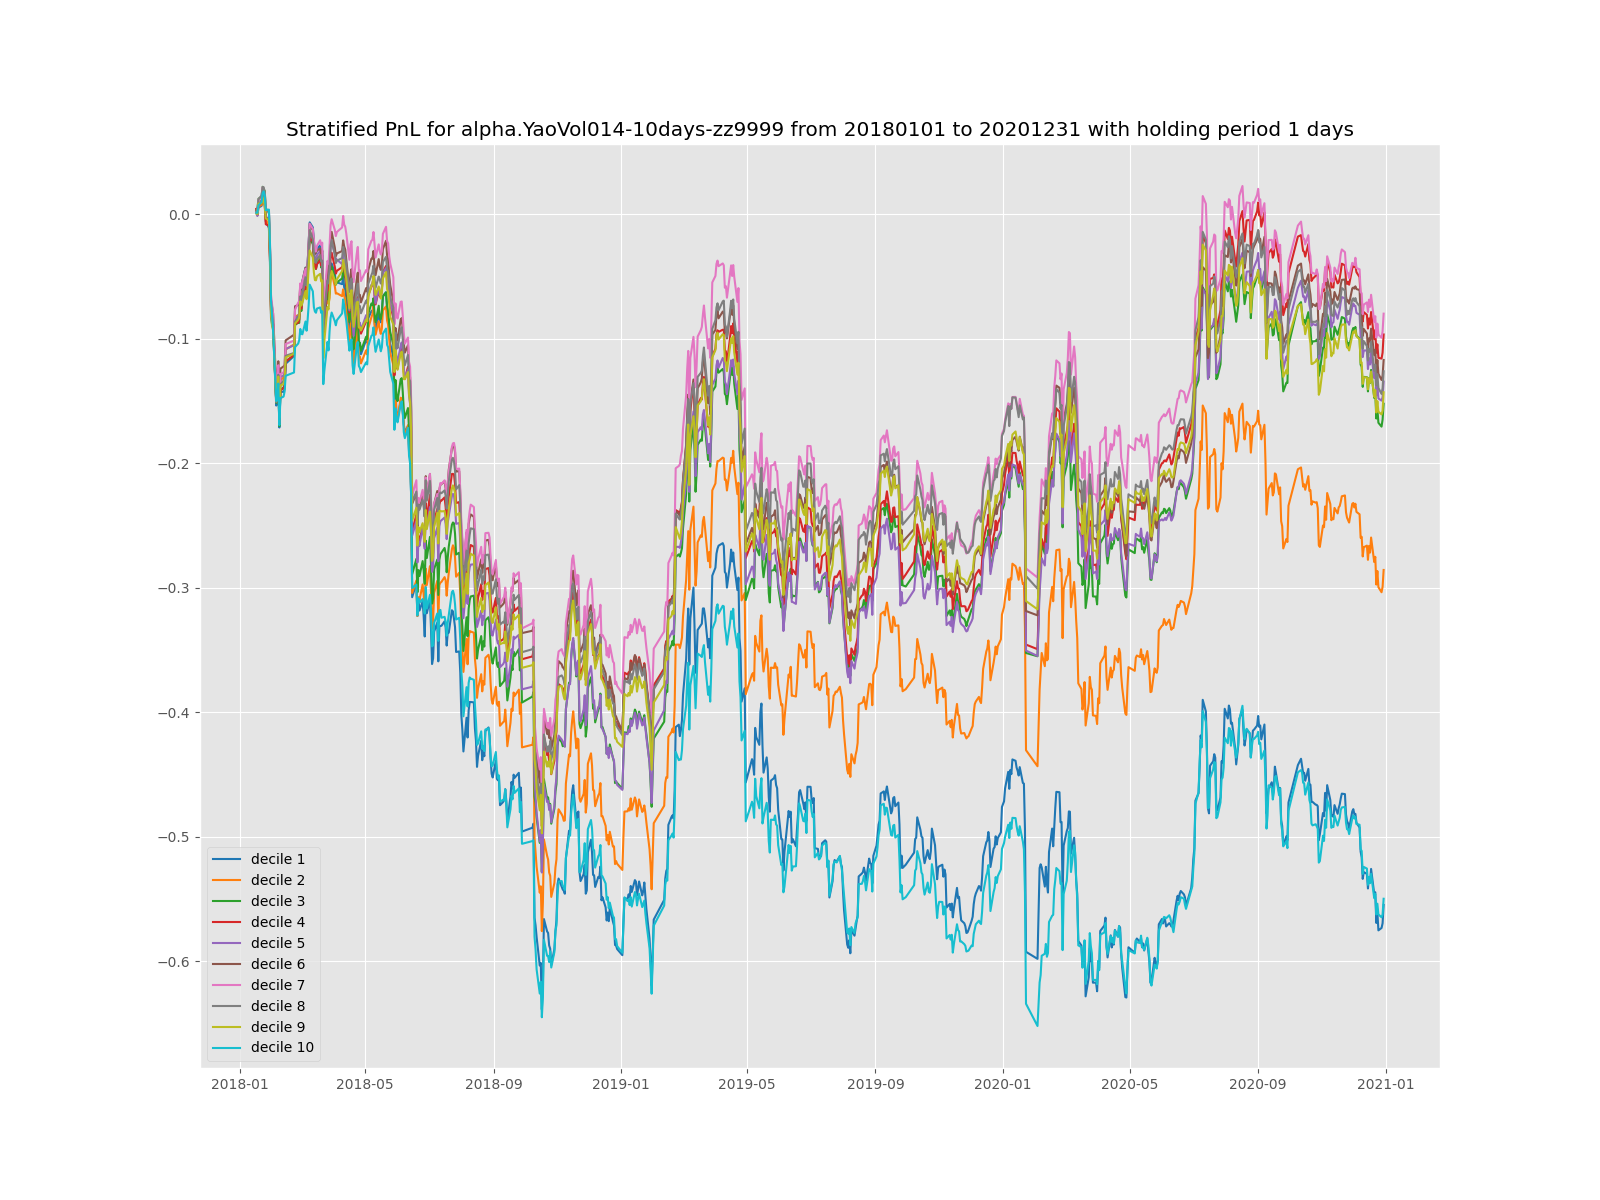 Stratified PnL for alpha.YaoVol014-10days-zz9999 from 20180101 to 20201231 with holding period 1 days
0.0
−0.1
−0.2
−0.3
−0.4
−0.5
−0.6
decile 1
decile 2
decile 3
decile 4
decile 5
decile 6
decile 7
decile 8
decile 9
decile 10
2018-01 2018-05 2018-09 2019-01 2019-05 2019-09 2020-01 2020-05 2020-09 2021-01